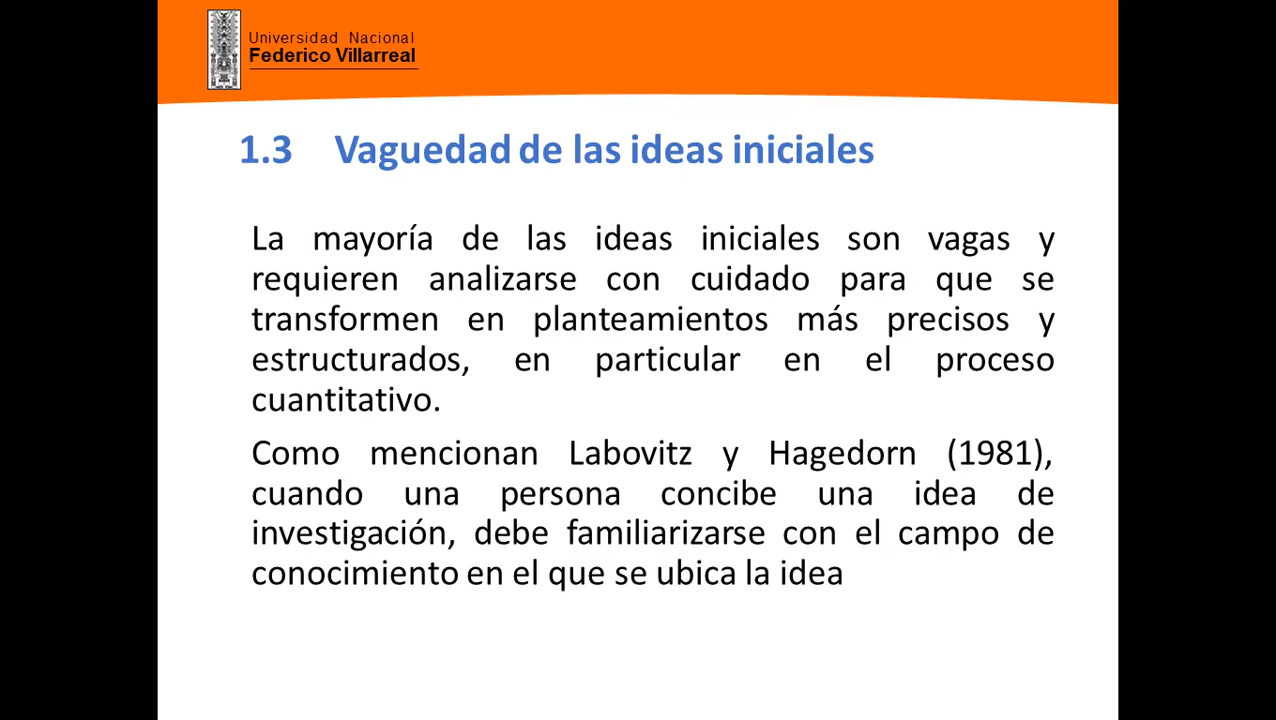 Universidad Nacional
Federico Villarreal
1.3 Vaguedad de las ideas iniciales
La mayoría de las ideas iniciales son vagas y
requieren analizarse con cuidado para que se
transformen en planteamientos más precisos y
estructurados, en particular en el proceso
cuantitativo.
Como mencionan Labovitz y Hagedorn (1981),
cuando una persona concibe una idea de
investigación, debe familiarizarse con el campo de
conocimiento en el que se ubica la idea